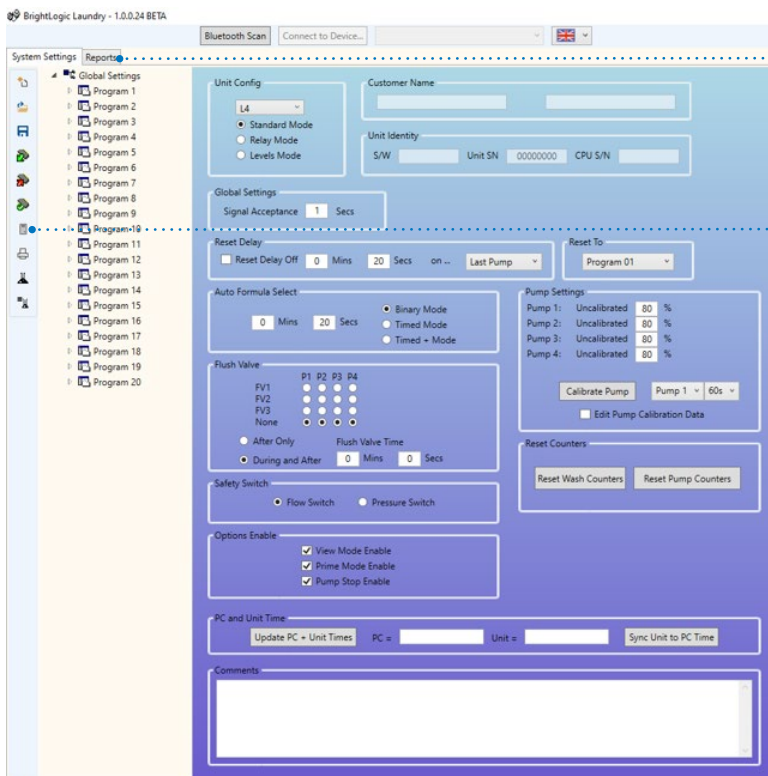 BrightLogic Laundry - 1.0.0.24 BETA
Bluetooth Scan Connect to Device...
System Settings Reports
Global Settings
Program 1
Program 2
Program 3
Program 4
Program 5
Program 6
Program 7
Program 8
Program 9
Program 10
Program 11
Program 12
Program 13
Program 14
Program 15
Program 16
Program 17
Program 18
Program 19
Program 20
Unit Config
L4
Standard Mode
Relay Mode
Levels Mode
Customer Name
Unit Identity
S/W Unit SN 00000000 CPU S/N
Global Settings
Signal Acceptance 1 Secs
Reset Delay
Reset Delay Off 0 Mins 20 Secs on ... Last Pump
Reset To
Program 01
Auto Formula Select
0 Mins 20 Secs
Binary Mode
Timed Mode
Timed + Mode
Pump Settings
Pump 1: Uncalibrated 80 %
Pump 2: Uncalibrated 80 %
Pump 3: Uncalibrated 80 %
Pump 4: Uncalibrated 80 %
Calibrate Pump Pump 1 60s
Edit Pump Calibration Data
Flush Valve
P1 P2 P3 P4
FV1
FV2
FV3
None
After Only Flush Valve Time
During and After 0 Mins 0 Secs
Reset Counters
Reset Wash Counters Reset Pump Counters
Safety Switch
Flow Switch Pressure Switch
Options Enable
View Mode Enable
Prime Mode Enable
Pump Stop Enable
PC and Unit Time
Update PC + Unit Times PC = Unit = Sync Unit to PC Time
Comments